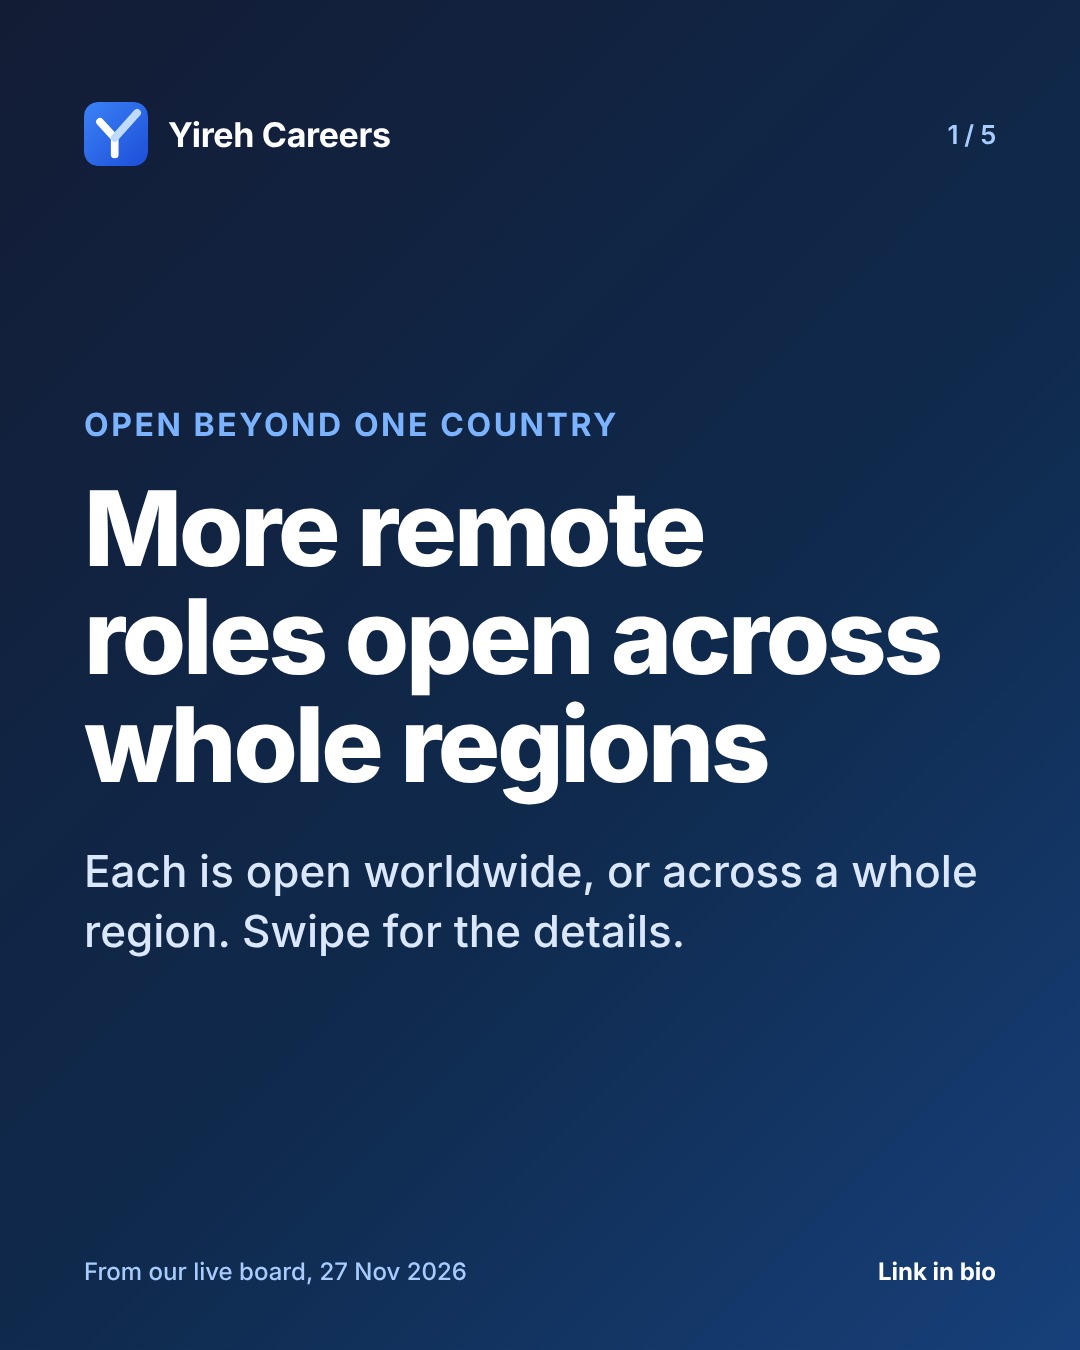 Yireh Careers
1 / 5
OPEN BEYOND ONE COUNTRY
More remote
roles open across
whole regions
Each is open worldwide, or across a whole
region. Swipe for the details.
From our live board, 27 Nov 2026
Link in bio